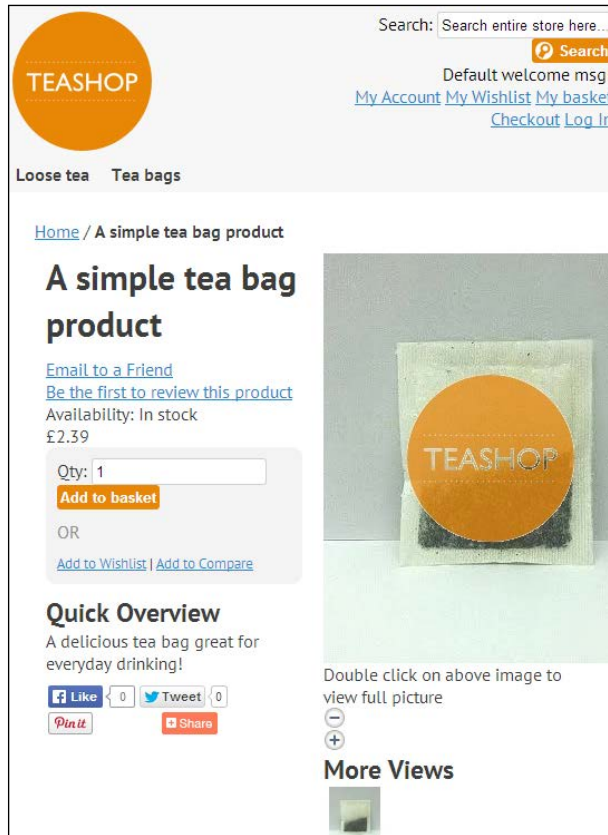 TEASHOP
Search: Search entire store here...
Search
Default welcome msg
My Account My Wishlist My basket
Checkout Log In
Loose tea Tea bags
Home / A simple tea bag product
A simple tea bag
product
Email to a Friend
Be the first to review this product
Availability: In stock
£2.39
Qty: 1
Add to basket
OR
Add to Wishlist | Add to Compare
Quick Overview
A delicious tea bag great for
everyday drinking!
Like 0 Tweet 0
Pin it Share
TEASHOP
Double click on above image to
view full picture
More Views